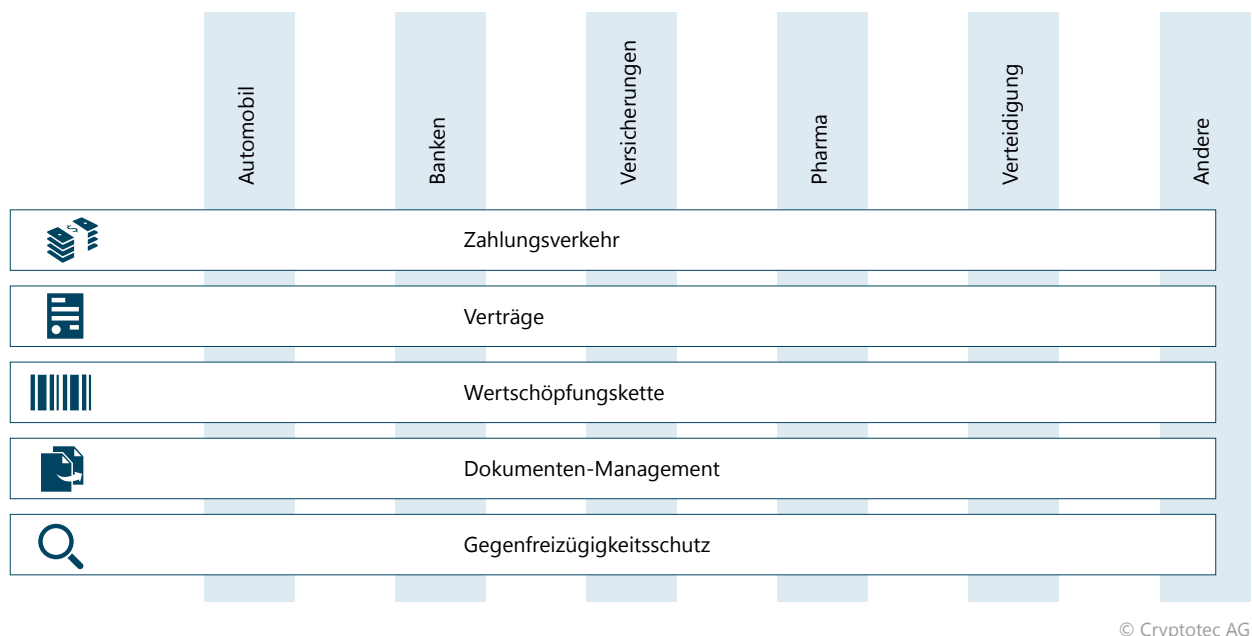 Automobil
Banken
Versicherungen
Pharma
Verteidigung
Andere
Zahlungsverkehr
Verträge
Wertschöpfungskette
Dokumenten-Management
Gegenfreizügigkeitsschutz
© Cryptotec AG